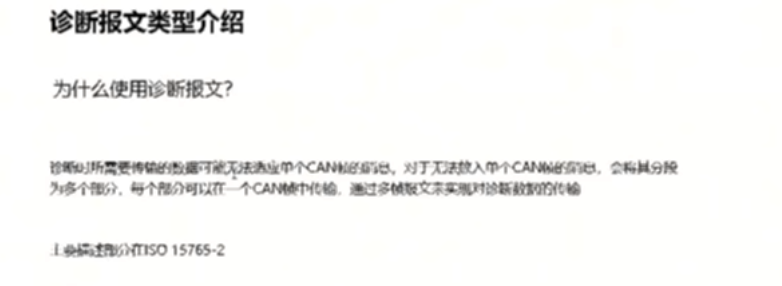 诊断报文类型介绍
为什么使用诊断报文?
诊断时所需要传输的数据可能无法适应单个CAN帧的消息。对于无法放入单个CAN帧的消息，会将其分段
为多个部分，每个部分可以在一个CAN帧中传输，通过多帧报文来实现对诊断数据的传输
主要描述部分在ISO 15765-2